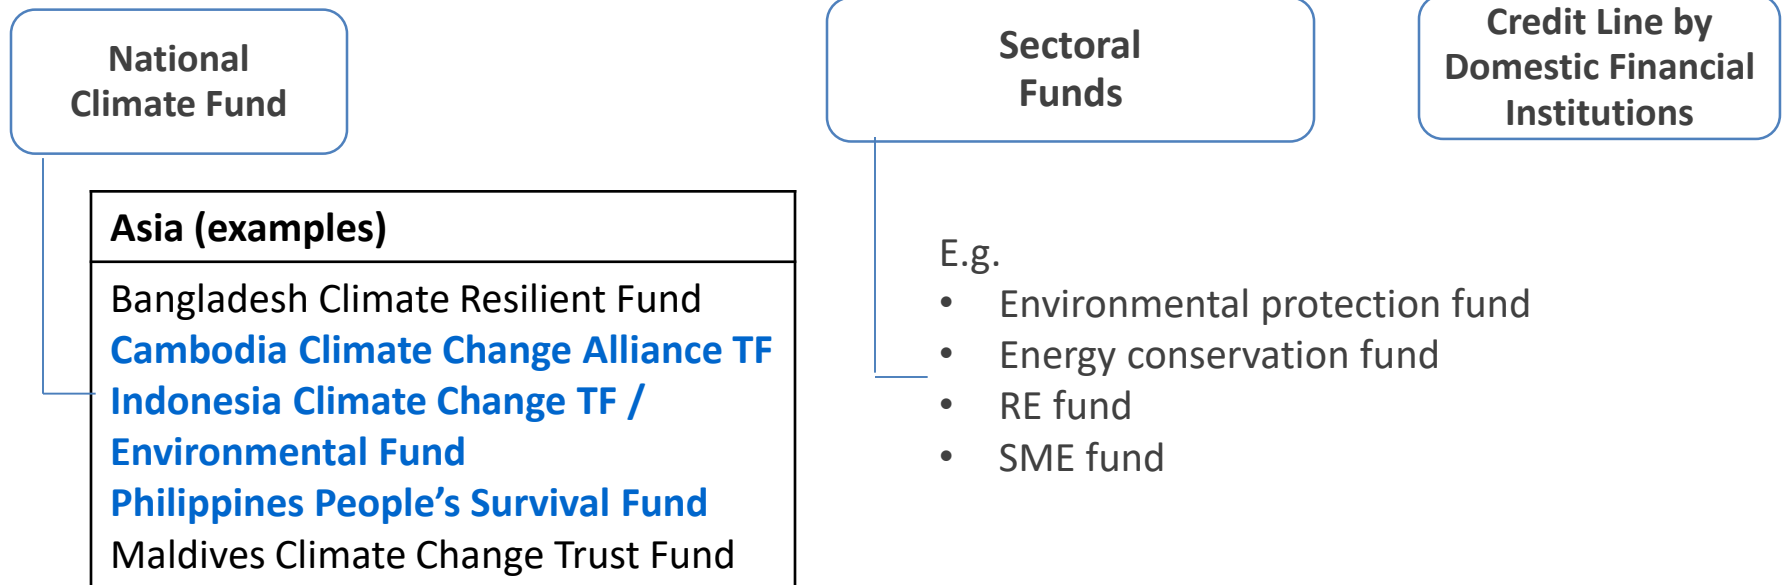 National
Climate Fund
Sectoral
Funds
Credit Line by
Domestic Financial
Institutions
Asia (examples)
Bangladesh Climate Resilient Fund
Cambodia Climate Change Alliance TF
Indonesia Climate Change TF /
Environmental Fund
Philippines People’s Survival Fund
Maldives Climate Change Trust Fund
E.g.
• Environmental protection fund
• Energy conservation fund
• RE fund
• SME fund